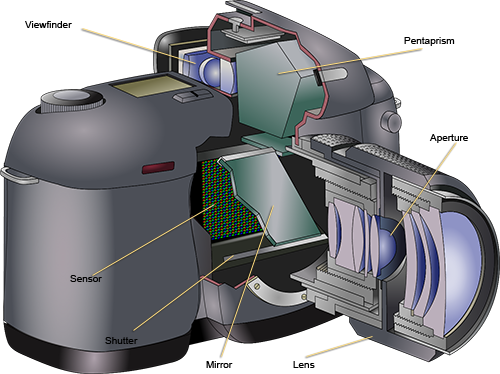 Viewfinder
Pentaprism
Aperture
Sensor
Shutter
Mirror
Lens